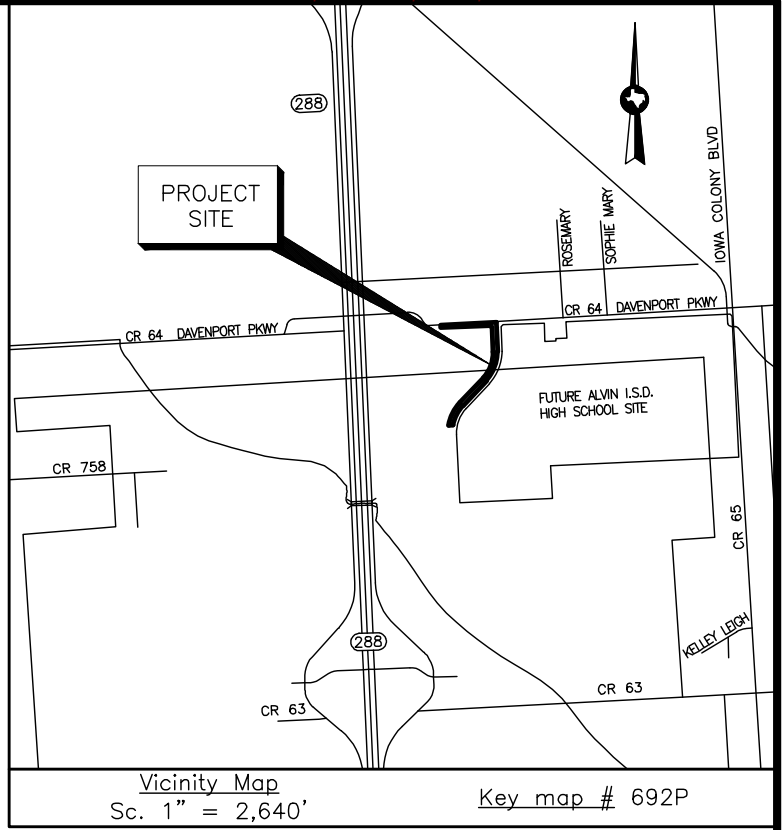 288
PROJECT
SITE
IOWA COLONY BLVD
ROSEMARY
SOPHIE MARY
CR 64 DAVENPORT PKWY
CR 64 DAVENPORT PKWY
FUTURE ALVIN I.S.D.
HIGH SCHOOL SITE
CR 758
CR 65
KELLEY LEIGH
288
CR 63
CR 63
Vicinity Map
Sc. 1" = 2,640'
Key map # 692P